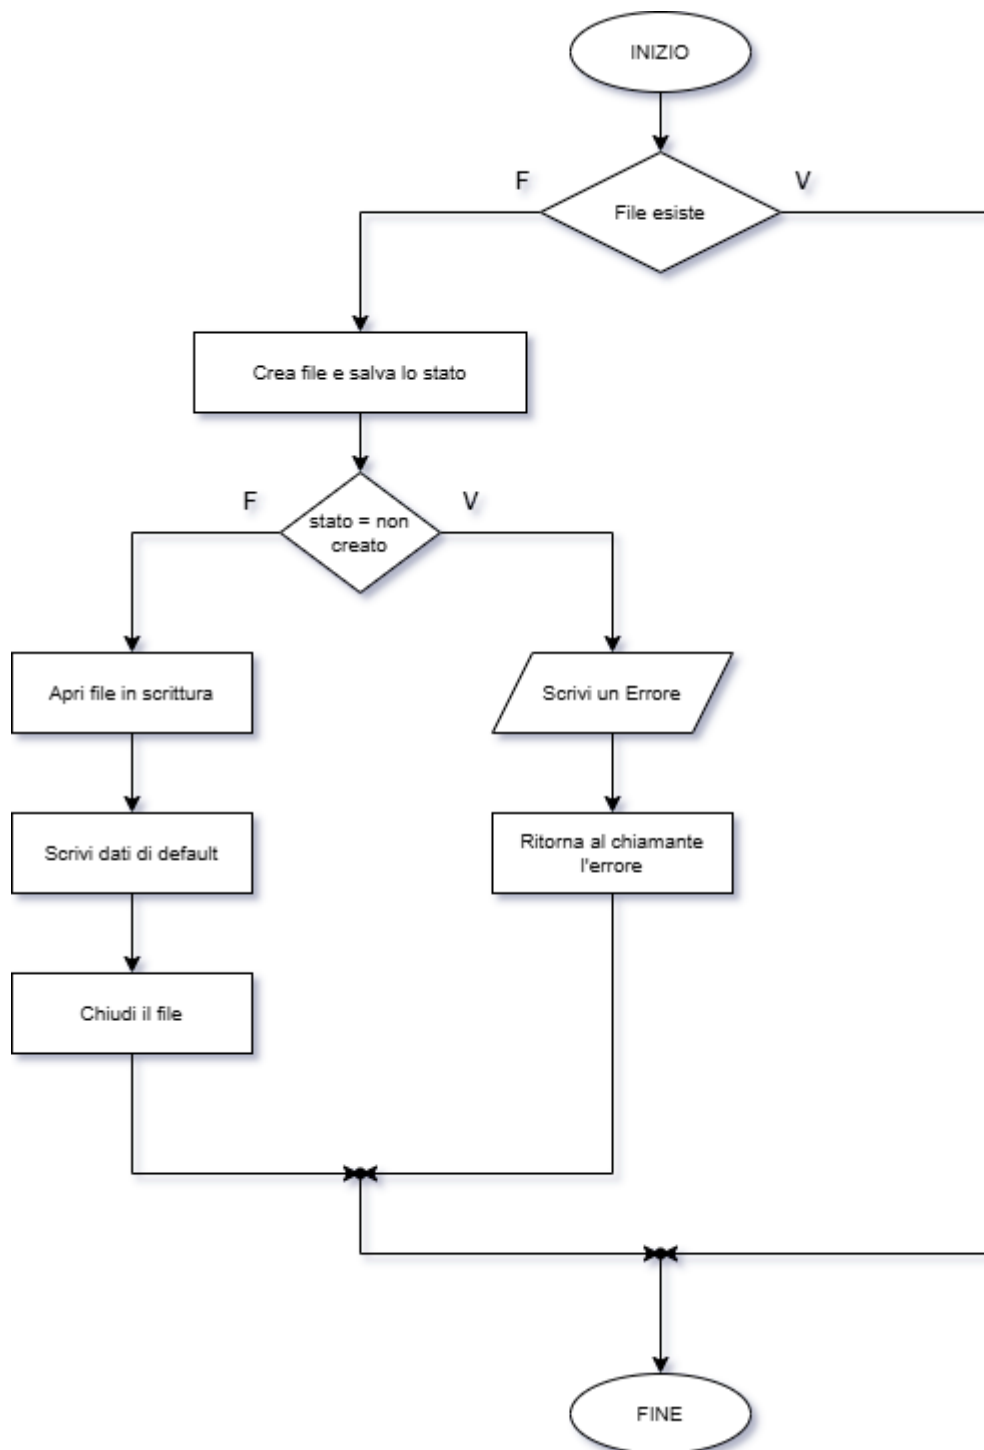 INIZIO
F
V
File esiste
Crea file e salva lo stato
F
V
stato = non
creato
Apri file in scrittura
Scrivi un Errore
Scrivi dati di default
Ritorna al chiamante
l'errore
Chiudi il file
FINE